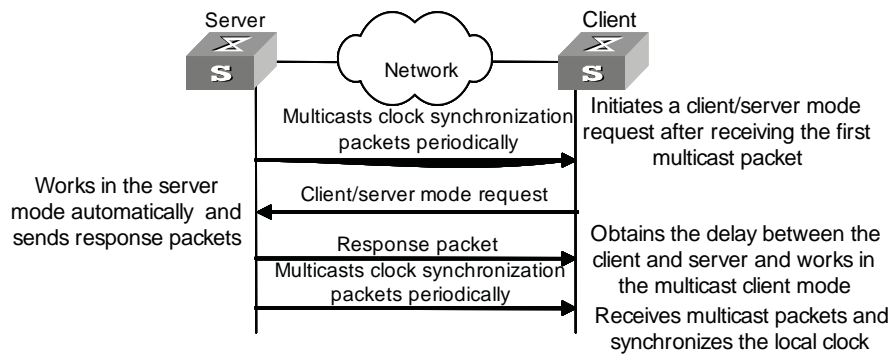 Server
Client
S
S
Network
Multicasts clock synchronization
packets periodically
Initiates a client/server mode
request after receiving the first
multicast packet
Works in the server
mode automatically and
sends response packets
Client/server mode request
Response packet
Obtains the delay between the
client and server and works in
the multicast client mode
Multicasts clock synchronization
packets periodically
Receives multicast packets and
synchronizes the local clock